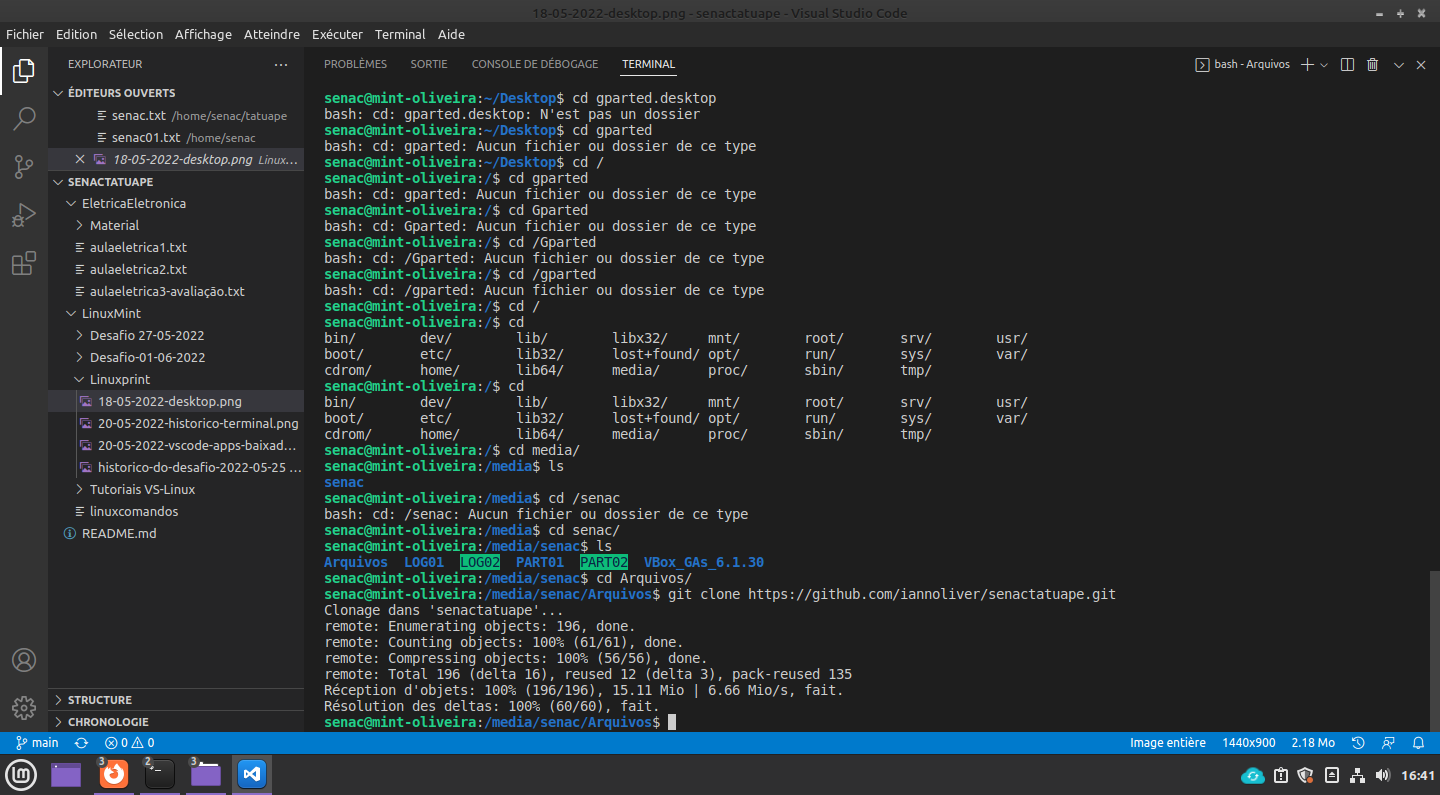 18-05-2022-desktop.png - senactatuape - Visual Studio Code
Fichier Edition Sélection Affichage Atteindre Exécuter Terminal Aide
EXPLORATEUR ...
ÉDITEURS OUVERTS
senac.txt /home/senac/tatuape
senac01.txt /home/senac
18-05-2022-desktop.png Linux...
SENACTATUAPE
EletricaEletronica
Material
aulaeletrica1.txt
aulaeletrica2.txt
aulaeletrica3-avaliação.txt
LinuxMint
Desafio 27-05-2022
Desafio-01-06-2022
Linuxprint
18-05-2022-desktop.png
20-05-2022-historico-terminal.png
20-05-2022-vscode-apps-baixad...
historico-do-desafio-2022-05-25 ...
Tutoriais VS-Linux
linuxcomandos
README.md
STRUCTURE
CHRONOLOGIE
PROBLÈMES SORTIE CONSOLE DE DÉBOGAGE TERMINAL bash - Arquivos
senac@mint-oliveira:~/Desktop$ cd gparted.desktop
bash: cd: gparted.desktop: N'est pas un dossier
senac@mint-oliveira:~/Desktop$ cd gparted
bash: cd: gparted: Aucun fichier ou dossier de ce type
senac@mint-oliveira:~/Desktop$ cd /
senac@mint-oliveira:/$ cd gparted
bash: cd: gparted: Aucun fichier ou dossier de ce type
senac@mint-oliveira:/$ cd Gparted
bash: cd: Gparted: Aucun fichier ou dossier de ce type
senac@mint-oliveira:/$ cd /Gparted
bash: cd: /Gparted: Aucun fichier ou dossier de ce type
senac@mint-oliveira:/$ cd /gparted
bash: cd: /gparted: Aucun fichier ou dossier de ce type
senac@mint-oliveira:/$ cd /
senac@mint-oliveira:/$ cd
bin/ dev/ lib/ libx32/ mnt/ root/ srv/ usr/
boot/ etc/ lib32/ lost+found/ opt/ run/ sys/ var/
cdrom/ home/ lib64/ media/ proc/ sbin/ tmp/
senac@mint-oliveira:/$ cd
bin/ dev/ lib/ libx32/ mnt/ root/ srv/ usr/
boot/ etc/ lib32/ lost+found/ opt/ run/ sys/ var/
cdrom/ home/ lib64/ media/ proc/ sbin/ tmp/
senac@mint-oliveira:/$ cd media/
senac@mint-oliveira:/media$ ls
senac
senac@mint-oliveira:/media$ cd /senac
bash: cd: /senac: Aucun fichier ou dossier de ce type
senac@mint-oliveira:/media$ cd senac/
senac@mint-oliveira:/media/senac$ ls
Arquivos LOG01 LOG02 PART01 PART02 VBox_GAs_6.1.30
senac@mint-oliveira:/media/senac$ cd Arquivos/
senac@mint-oliveira:/media/senac/Arquivos$ git clone https://github.com/iannoliver/senactatuape.git
Clonage dans 'senactatuape'...
remote: Enumerating objects: 196, done.
remote: Counting objects: 100% (61/61), done.
remote: Compressing objects: 100% (56/56), done.
remote: Total 196 (delta 16), reused 12 (delta 3), pack-reused 135
Réception d'objets: 100% (196/196), 15.11 Mio | 6.66 Mio/s, fait.
Résolution des deltas: 100% (60/60), fait.
senac@mint-oliveira:/media/senac/Arquivos$
main 0 0 Image entière 1440x900 2.18 Mo
3 2 3 16:41